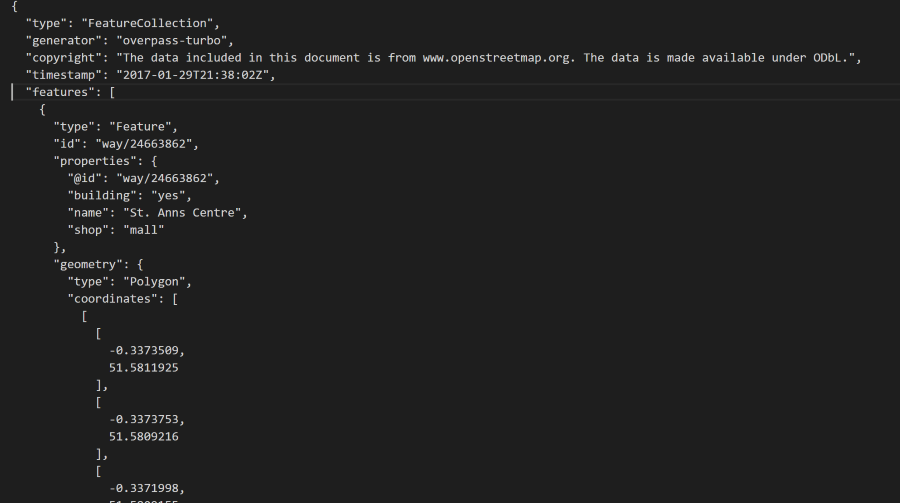 {
  "type": "FeatureCollection",
  "generator": "overpass-turbo",
  "copyright": "The data included in this document is from www.openstreetmap.org. The data is made available under ODbL.",
  "timestamp": "2017-01-29T21:38:02Z",
  "features": [
    {
      "type": "Feature",
      "id": "way/24663862",
      "properties": {
        "@id": "way/24663862",
        "building": "yes",
        "name": "St. Anns Centre",
        "shop": "mall"
      },
      "geometry": {
        "type": "Polygon",
        "coordinates": [
          [
            [
              -0.3373509,
              51.5811925
            ],
            [
              -0.3373753,
              51.5809216
            ],
            [
              -0.3371998,